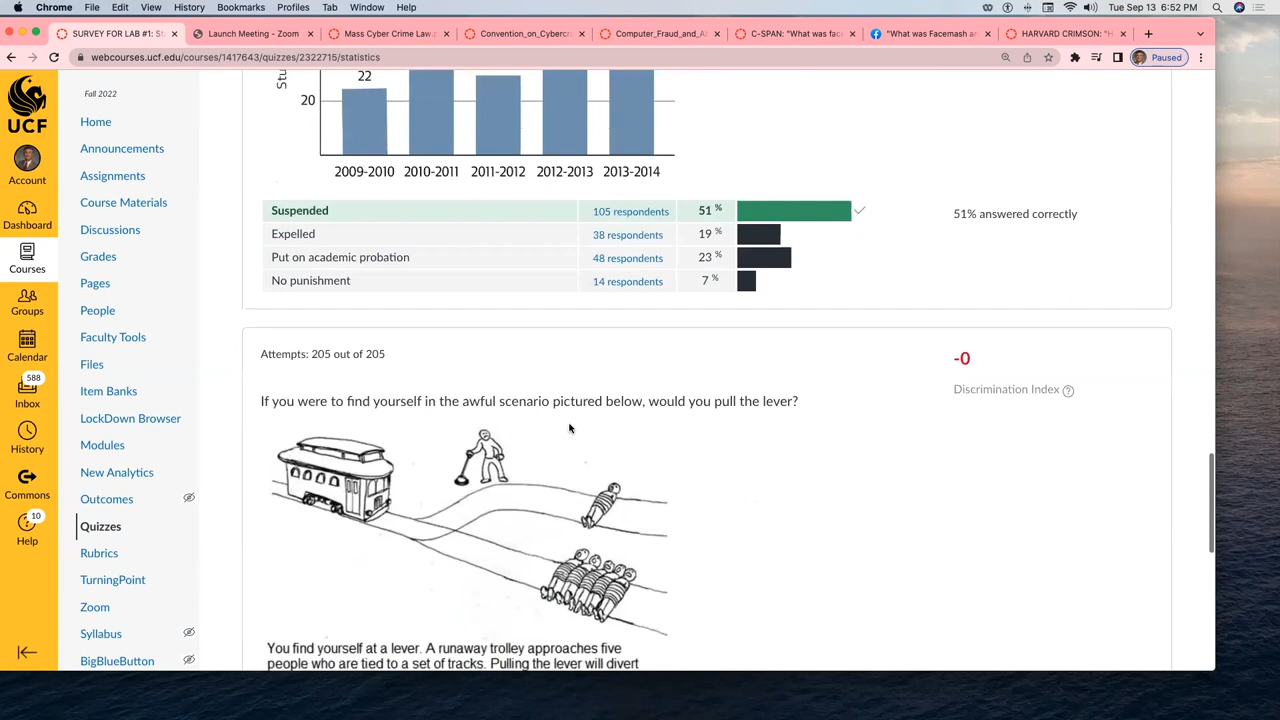 Chrome File Edit View History Bookmarks Profiles Tab Window Help Tue Sep 13 6:52 PM
SURVEY FOR LAB #1: St
Launch Meeting - Zoom
Mass Cyber Crime Law.p
Convention_on_Cybercr
Computer_Fraud_and_A
C-SPAN: "What was face
"What was Facemash an
HARVARD CRIMSON: "H
webcourses.ucf.edu/courses/1417643/quizzes/2322715/statistics
Paused
UCF
Account
Dashboard
Courses
Groups
Calendar
588
Inbox
History
Commons
10
Help
Fall 2022
Home
Announcements
Assignments
Course Materials
Discussions
Grades
Pages
People
Faculty Tools
Files
Item Banks
LockDown Browser
Modules
New Analytics
Outcomes
Quizzes
Rubrics
TurningPoint
Zoom
Syllabus
BigBlueButton
Stu
22
20
2009-2010 2010-2011 2011-2012 2012-2013 2013-2014
Suspended 105 respondents 51 %
Expelled 38 respondents 19 %
Put on academic probation 48 respondents 23 %
No punishment 14 respondents 7 %
51% answered correctly
Attempts: 205 out of 205
-0
Discrimination Index ?
If you were to find yourself in the awful scenario pictured below, would you pull the lever?
You find yourself at a lever. A runaway trolley approaches five
people who are tied to a set of tracks. Pulling the lever will divert